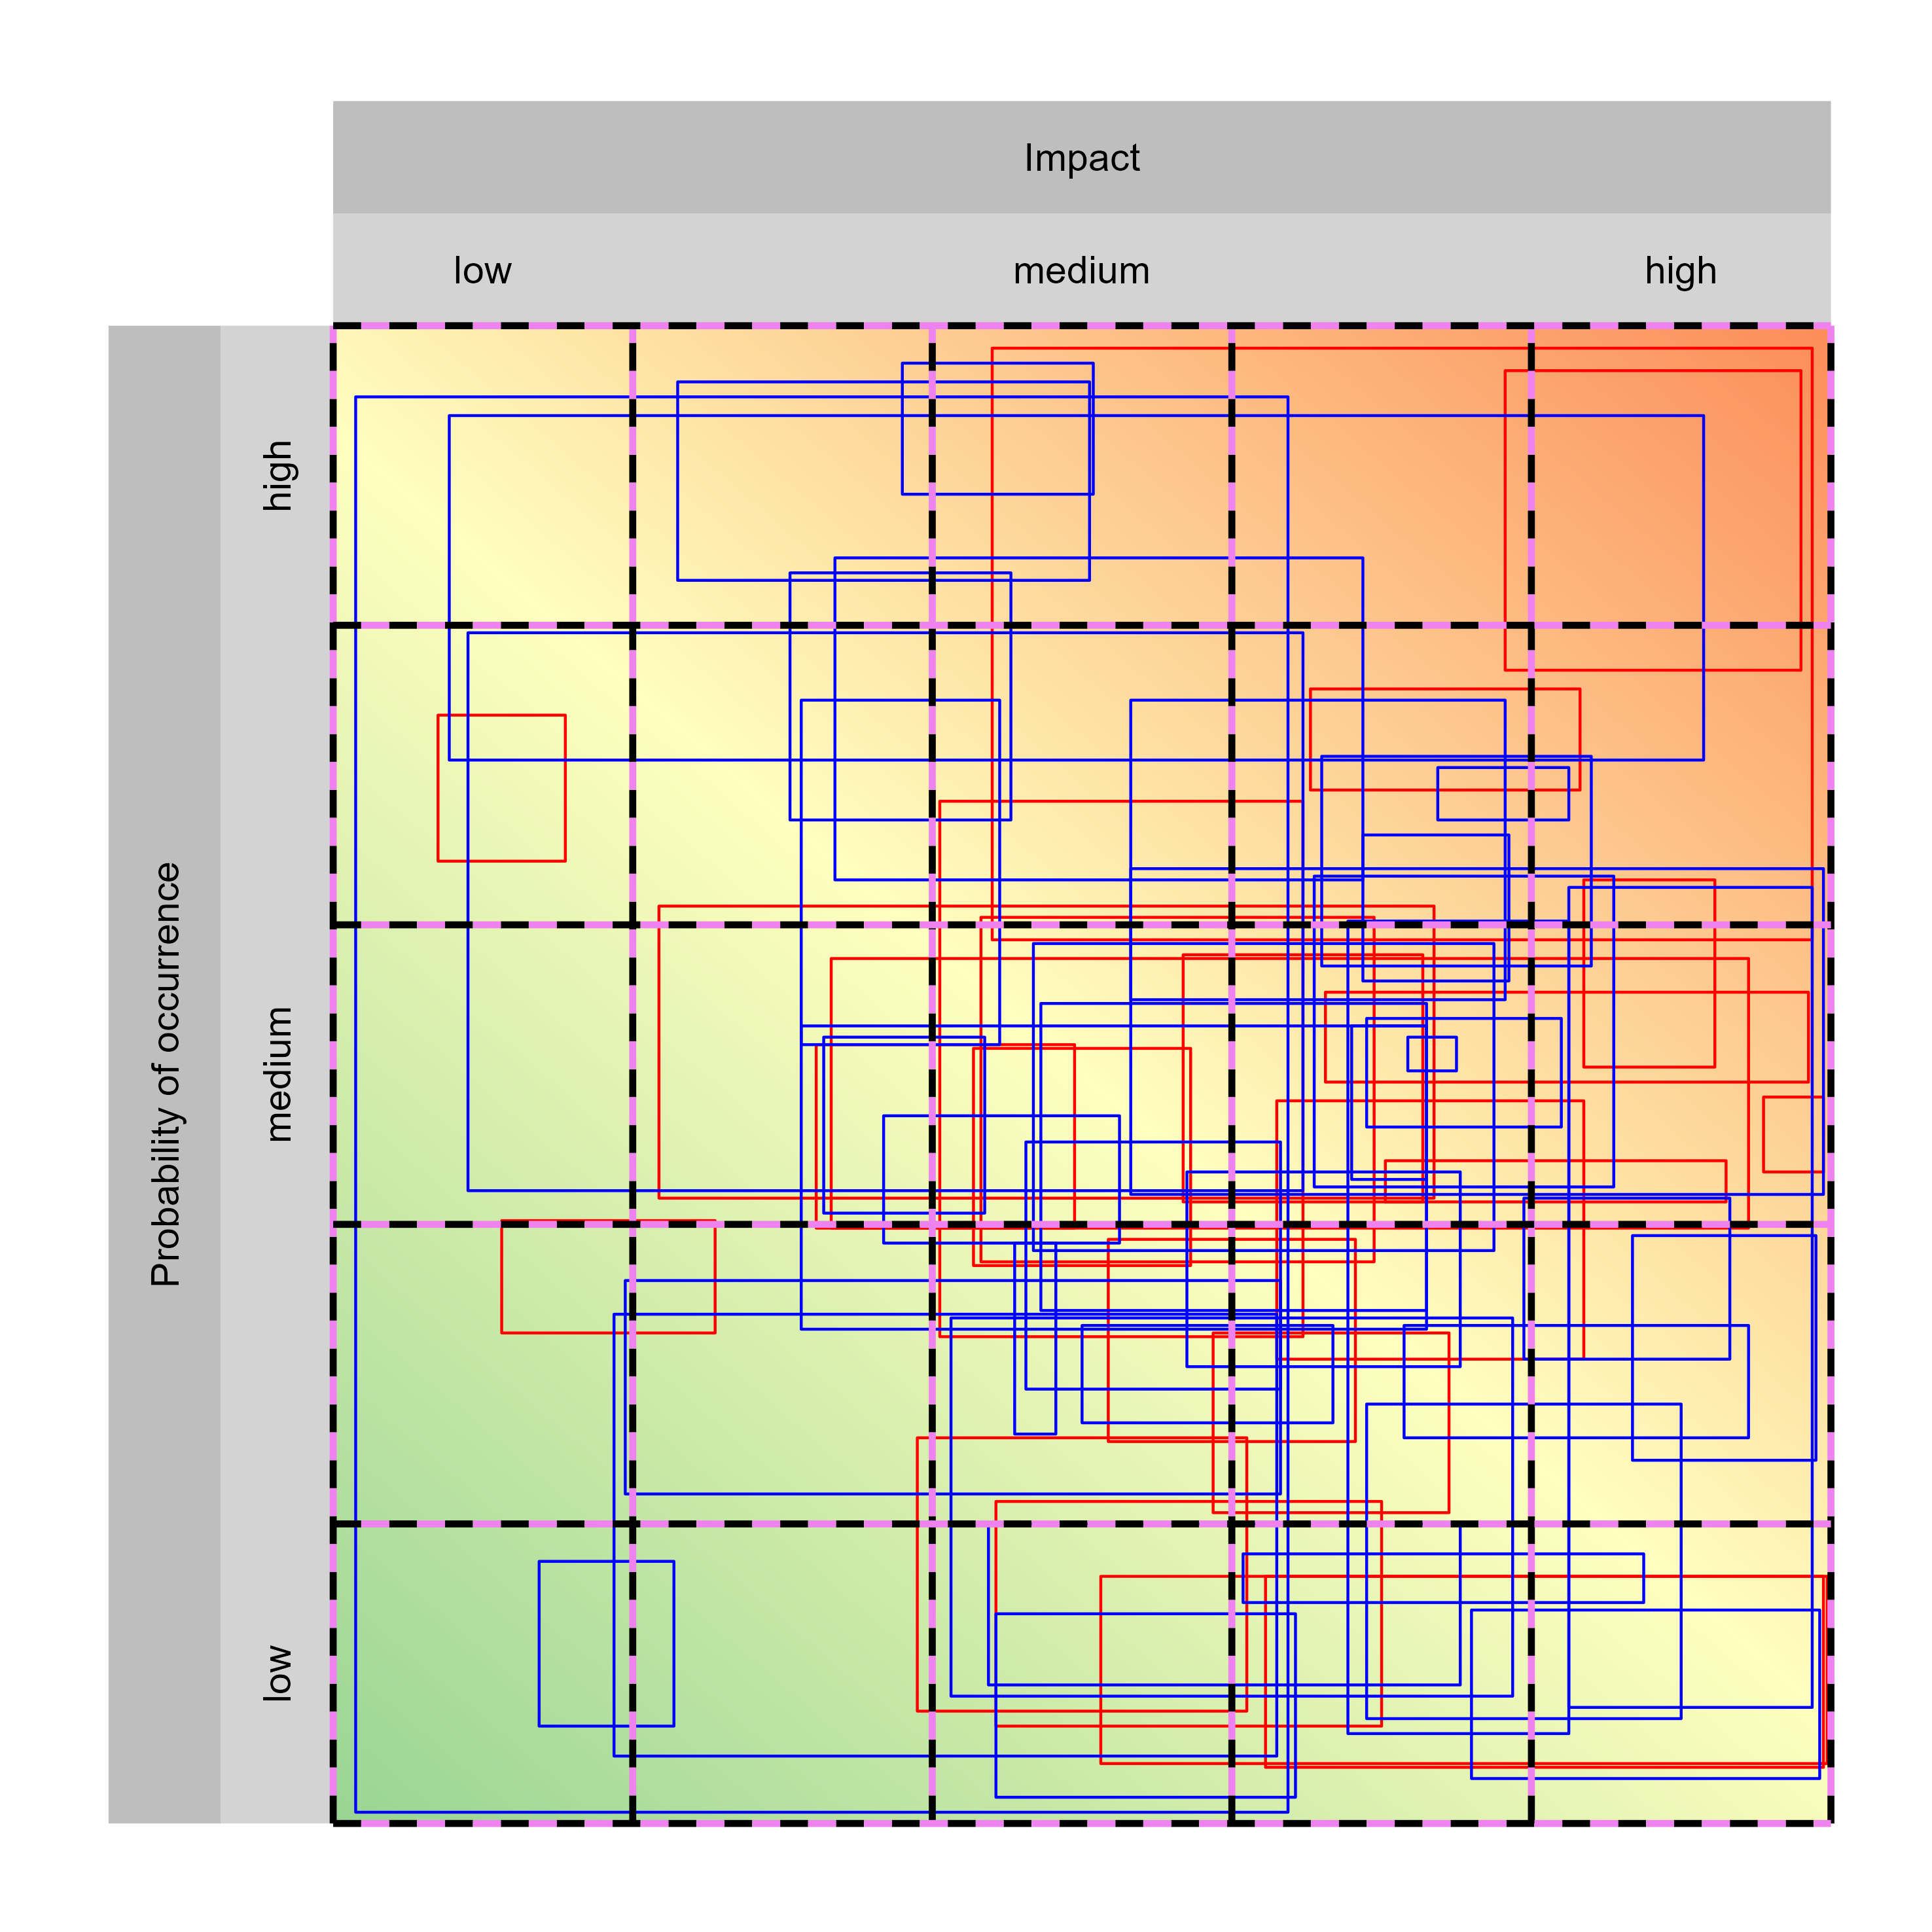 Impact
low
medium
high
Probability of occurrence
high
medium
low